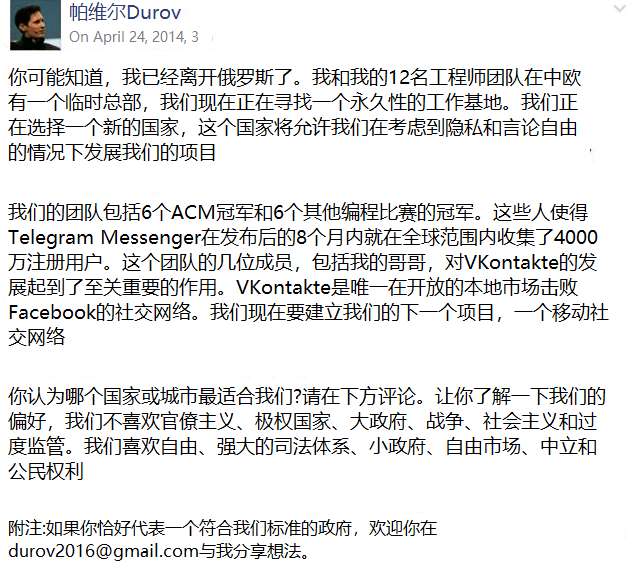 帕维尔Durov
On April 24, 2014, 3
你可能知道，我已经离开俄罗斯了。我和我的12名工程师团队在中欧
有一个临时总部，我们现在正在寻找一个永久性的工作基地。我们正
在选择一个新的国家，这个国家将允许我们在考虑到隐私和言论自由
的情况下发展我们的项目
我们的团队包括6个ACM冠军和6个其他编程比赛的冠军。这些人使得
Telegram Messenger在发布后的8个月内就在全球范围内收集了4000
万注册用户。这个团队的几位成员，包括我的哥哥，对VKontakte的发
展起到了至关重要的作用。VKontakte是唯一在开放的本地市场击败
Facebook的社交网络。我们现在要建立我们的下一个项目，一个移动社
交网络
你认为哪个国家或城市最适合我们?请在下方评论。让你了解一下我们的
偏好，我们不喜欢官僚主义、极权国家、大政府、战争、社会主义和过
度监管。我们喜欢自由、强大的司法体系、小政府、自由市场、中立和
公民权利
附注:如果你恰好代表一个符合我们标准的政府，欢迎你在
durov2016@gmail.com与我分享想法。